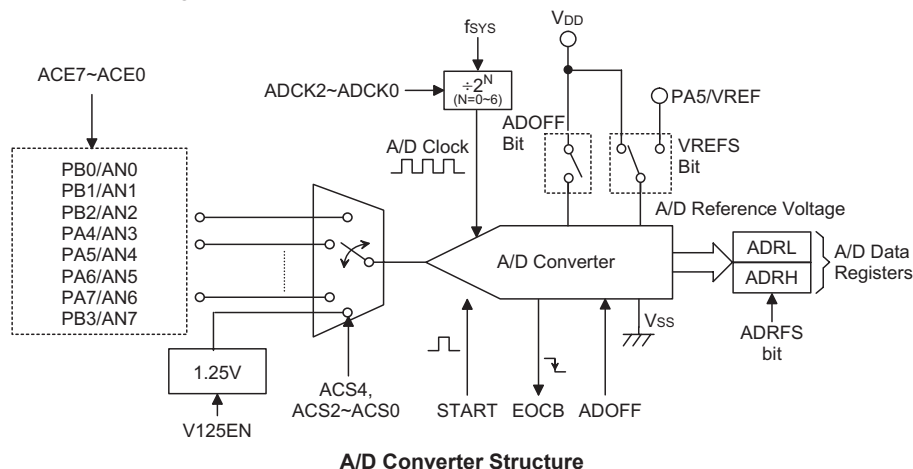 fSYS
VDD
ACE7~ACE0
ADCK2~ADCK0
÷2^N
(N=0~6)
PA5/VREF
ADOFF
Bit
VREFS
Bit
A/D Clock
PB0/AN0
PB1/AN1
PB2/AN2
PA4/AN3
PA5/AN4
PA6/AN5
PA7/AN6
PB3/AN7
A/D Reference Voltage
A/D Converter
ADRL
ADRH
A/D Data
Registers
VSS
ADRFS
bit
1.25V
V125EN
ACS4,
ACS2~ACS0
START
EOCB
ADOFF
A/D Converter Structure